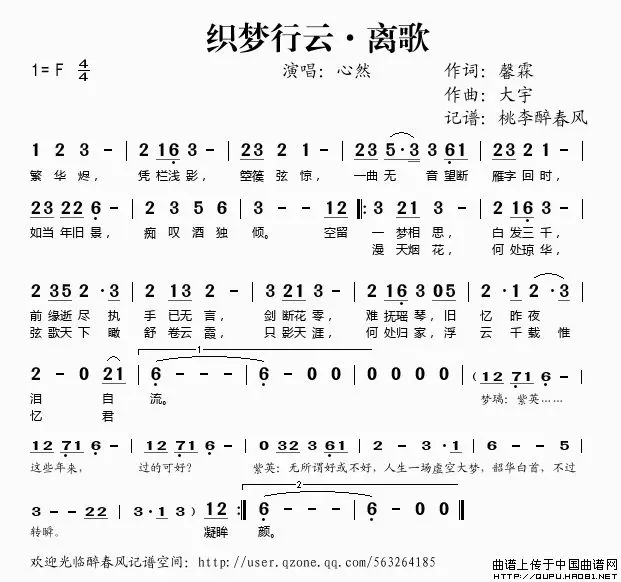 织梦行云·离歌
1=F 4/4 演唱：心然 作词：馨霖
作曲：大宇
记谱：桃李醉春风
1 2 3 - | 2 16 3 - | 23 23 3 - | 23 5·3 3 61 | 23 2 3 - |
繁华烬，凭栏浅影，箜篌弦惊，一曲无音望断雁字回时，
23 22 6 - | 2 3 5 6 | 3 - - 12 |: 3 21 3 - | 2 16 1 - |
如当年旧景，痴叹酒独倾。空留一梦相思，白发三千，
漫天烟花，何处琼华，
2 35 2·3 | 2 12 1 - | 3 23 2 - | 2 16 3 05 | 2·1 2·3 |
前缘逝尽执手已无言，剑断花零，难抚瑶琴，旧忆昨夜
弦歌天下瞰舒卷云霞，只影天涯，何处归家，浮云千载惟
2 - 0 21 | 1 6 - - - | 6 - 0 0 | 0 0 0 0 | (12 71 6 - |
泪自流。梦璃：紫英……
忆君
12 71 6 - | 12 71 6 - | 0 32 3 61 | 2 - 1 2 | 3 - 2 - | 6 - - 5 |
这些年来，过的可好？紫英：无所谓好或不好，人生一场虚空大梦，韶华白首，不过
3 - - 22 | 3·1 3) 12 :| 2 6 - - - | 6 - 0 0 ||
转瞬。凝眸颜。
欢迎光临醉春风记谱空间：http://user.qzone.qq.com/563264185
曲谱上传于中国曲谱网